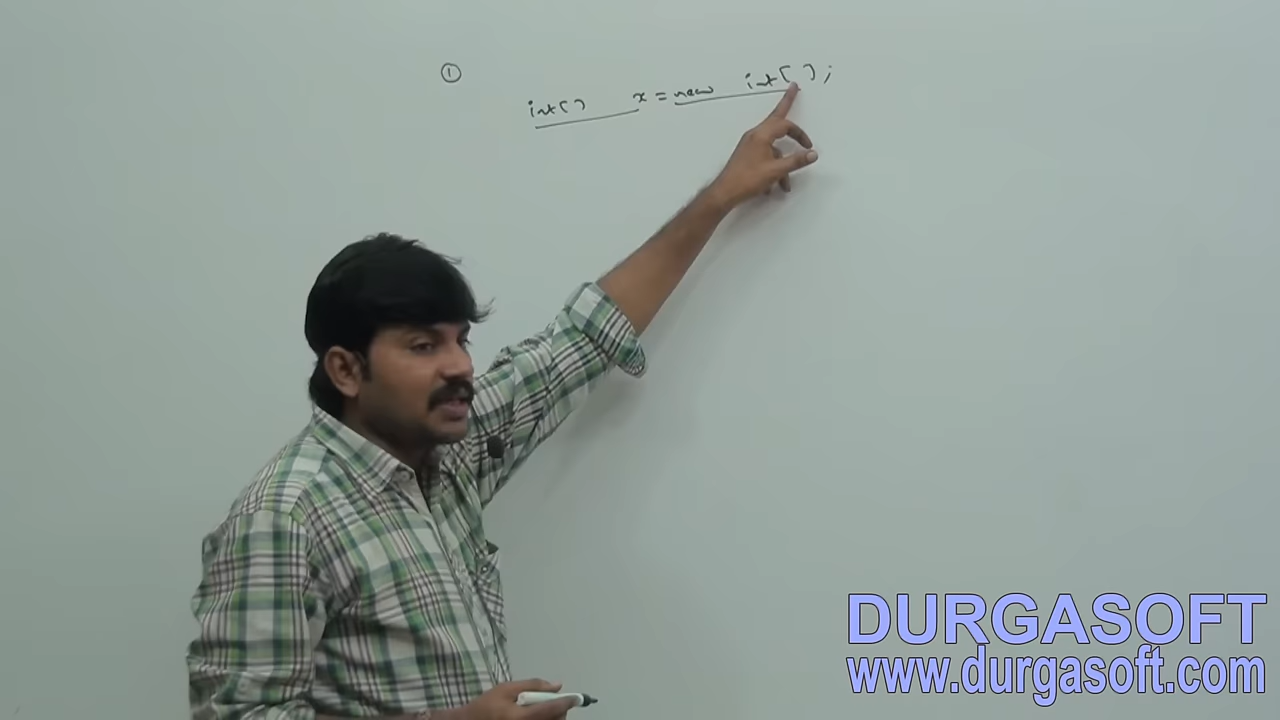 ①
int[] x = new int[ ];
DURGASOFT
www.durgasoft.com